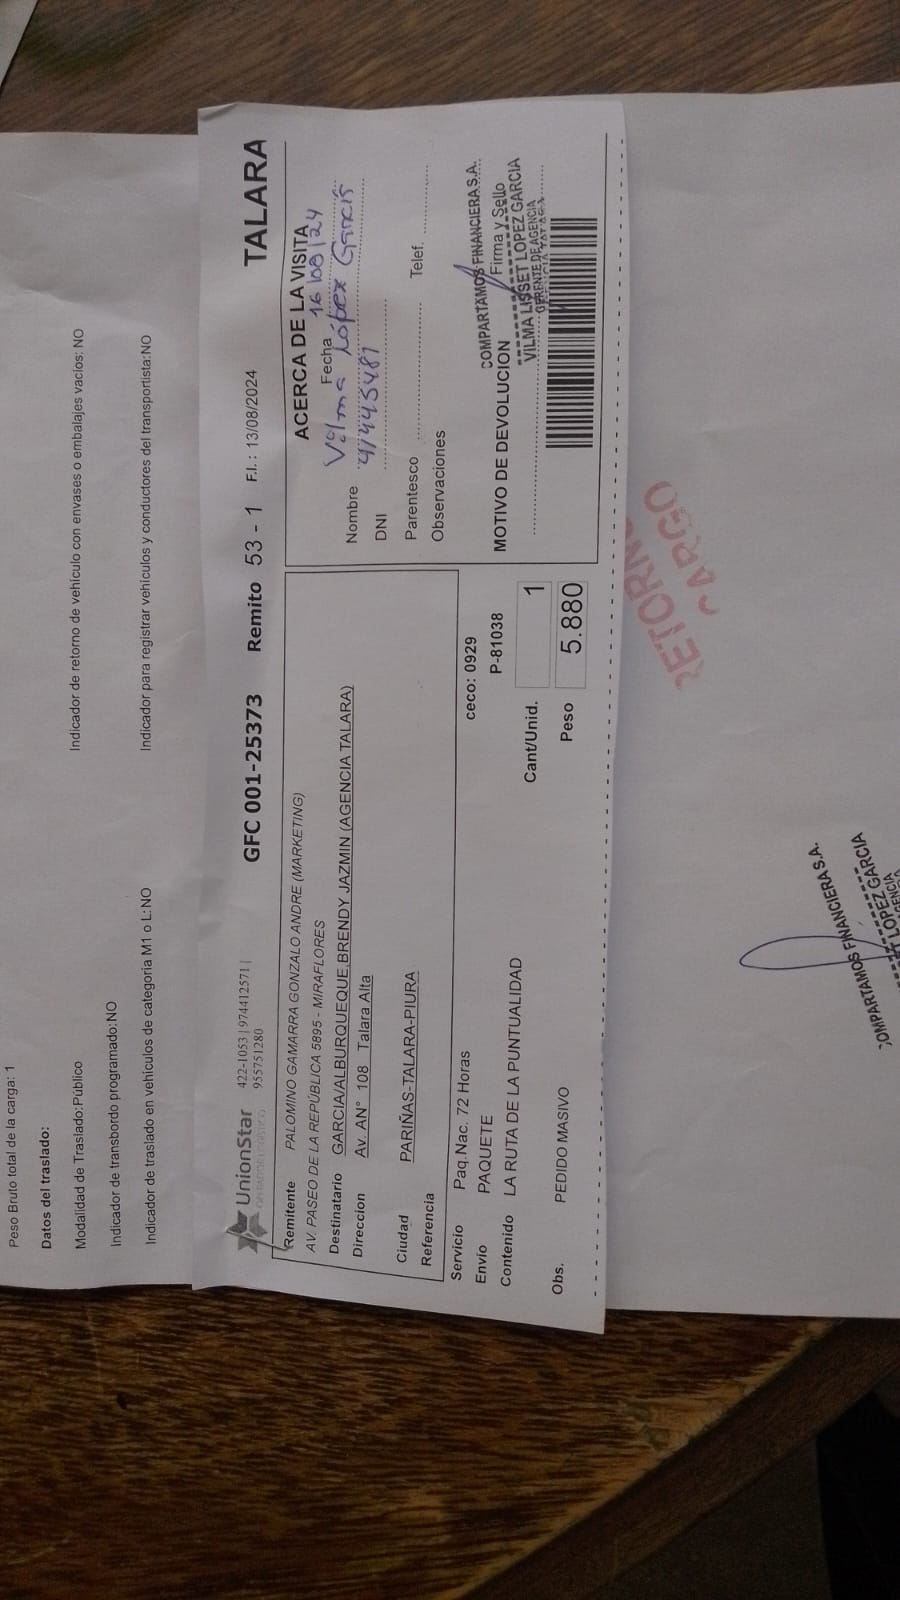 Peso Bruto total de la carga: 1
Datos del traslado:
Modalidad de Traslado:Público
Indicador de retorno de vehículo con envases o embalajes vacíos: NO
Indicador de transbordo programado:NO
Indicador de traslado en vehículos de categoria M1 o L:NO
Indicador para registrar vehículos y conductores del transportista:NO
UnionStar 422-1053 | 974412571 |
955751280
GFC 001-25373 Remito 53 - 1 F.I. : 13/08/2024 TALARA
Remitente PALOMINO GAMARRA GONZALO ANDRE (MARKETING)
AV. PASEO DE LA REPÚBLICA 5895 - MIRAFLORES
Destinatario GARCIA/ALBURQUEQUE,BRENDY JAZMIN (AGENCIA TALARA)
Direccion Av. AN° 108 Talara Alta
Ciudad PARIÑAS-TALARA-PIURA
Referencia
Servicio Paq.Nac. 72 Horas ceco: 0929
Envio PAQUETE P-81038
Contenido LA RUTA DE LA PUNTUALIDAD
Cant/Unid. 1
Obs. PEDIDO MASIVO
Peso 5.880
ACERCA DE LA VISITA
Fecha 16/08/24
Nombre Vilma López García
DNI
Parentesco Telef.
Observaciones
COMPARTAMOS FINANCIERA S.A.
MOTIVO DE DEVOLUCION Firma y Sello
VILMA LISSET LOPEZ GARCIA
GERENTE DE AGENCIA
RETORNO
CARGO
COMPARTAMOS FINANCIERA S.A.
LOPEZ GARCIA